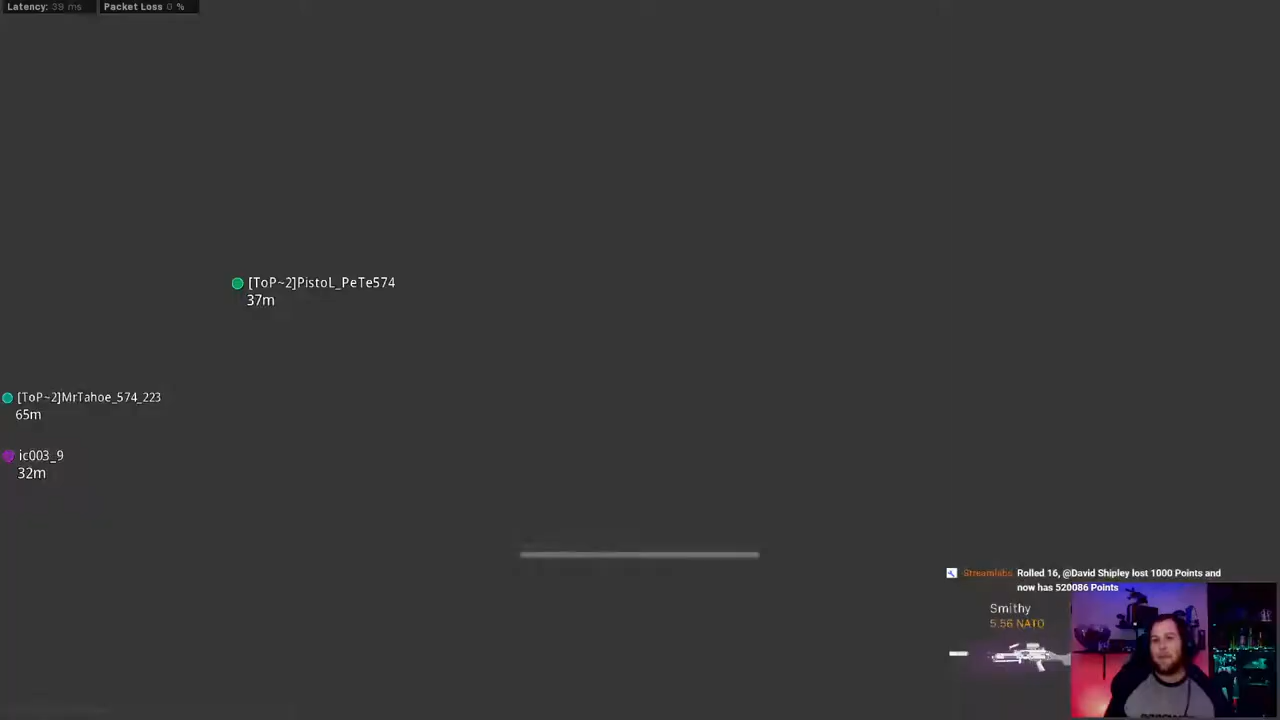 Latency: 39 ms Packet Loss 0 %
[ToP~2]PistoL_PeTe574
37m
[ToP~2]MrTahoe_574_223
65m
ic003_9
32m
Streamlabs Rolled 16, @David Shipley lost 1000 Points and
now has 520086 Points
Smithy
5.56 NATO